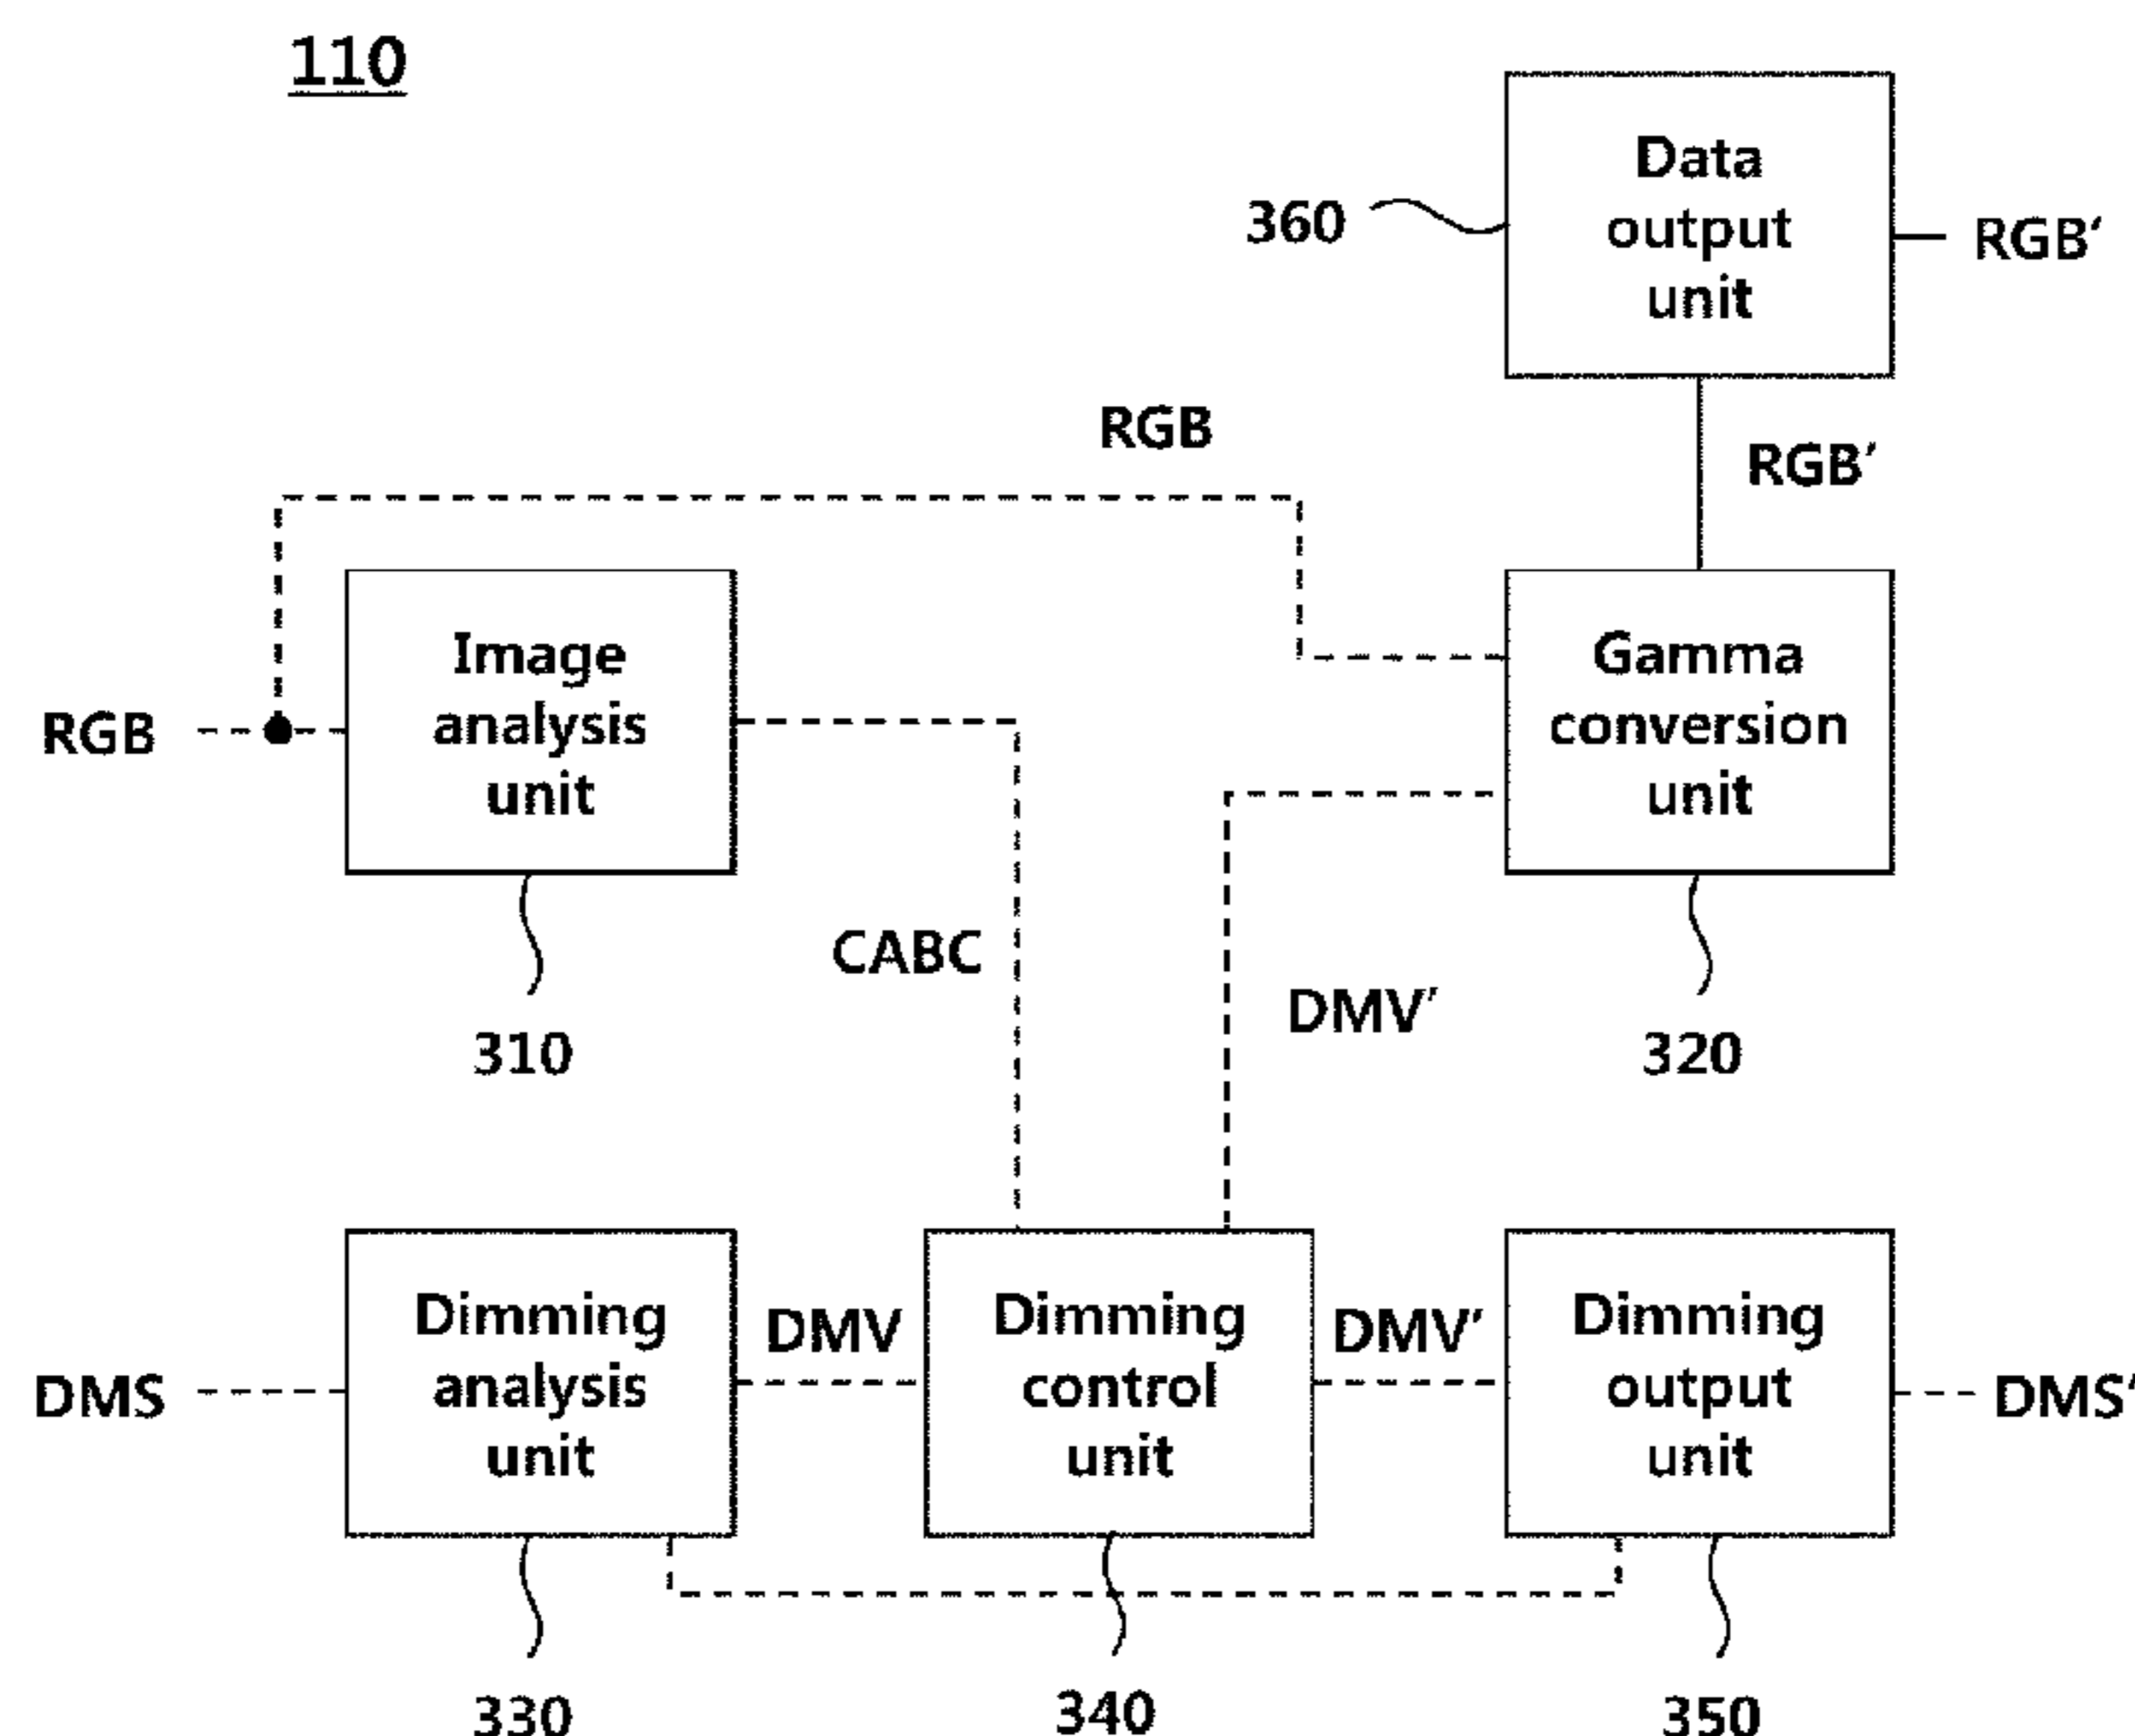 110
Data
output
unit
360
RGB'
RGB
RGB'
Image
analysis
unit
Gamma
conversion
unit
RGB
CABC
DMV'
310
320
Dimming
analysis
unit
DMV
Dimming
control
unit
DMV'
Dimming
output
unit
DMS
DMS'
330
340
350